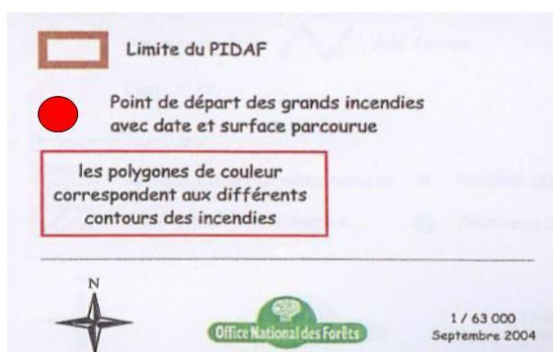 Limite du PIDAF
Point de départ des grands incendies
avec date et surface parcourue
les polygones de couleur
correspondent aux différents
contours des incendies
N
Office National des Forêts
1 / 63 000
Septembre 2004